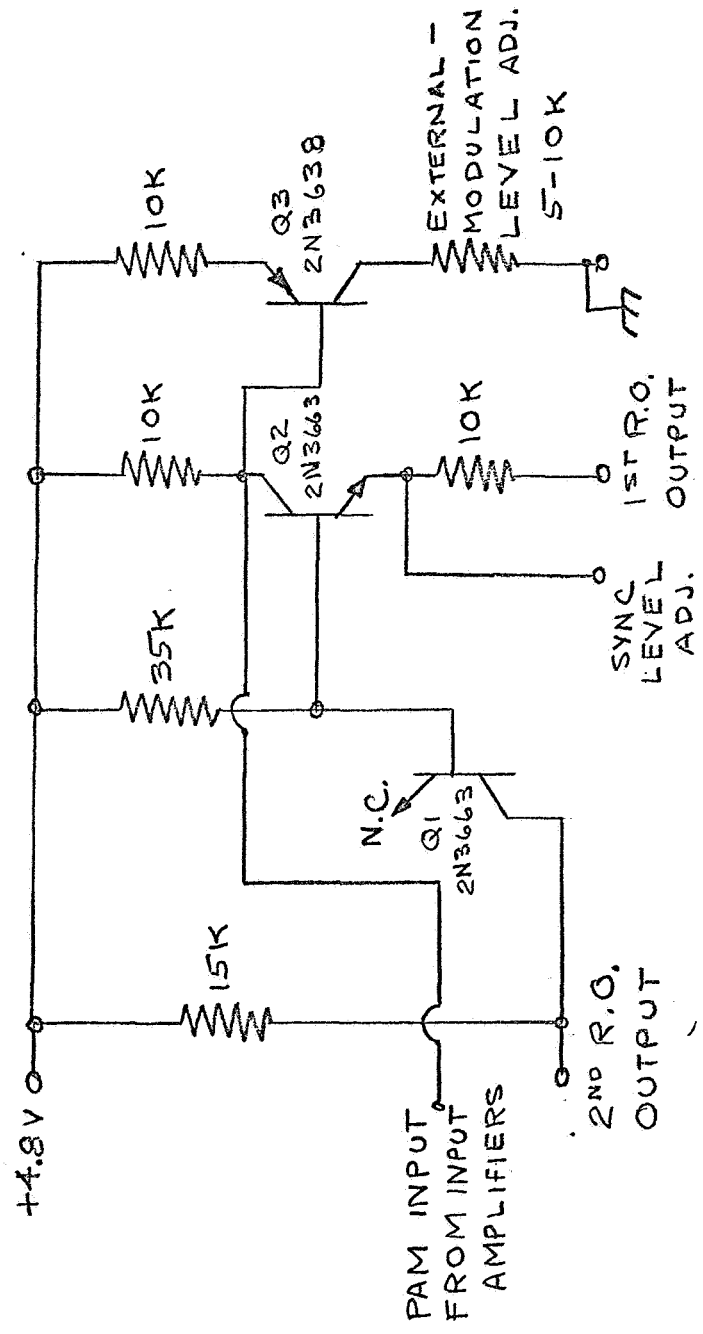 +4.8V
15K
35K
10K
10K
PAM INPUT
FROM INPUT
AMPLIFIERS
N.C.
Q1
2N3663
Q2
2N3663
Q3
2N3638
10K
2ND R.O.
OUTPUT
SYNC
LEVEL
ADJ.
1ST R.O.
OUTPUT
EXTERNAL -
MODULATION
LEVEL ADJ.
5-10K